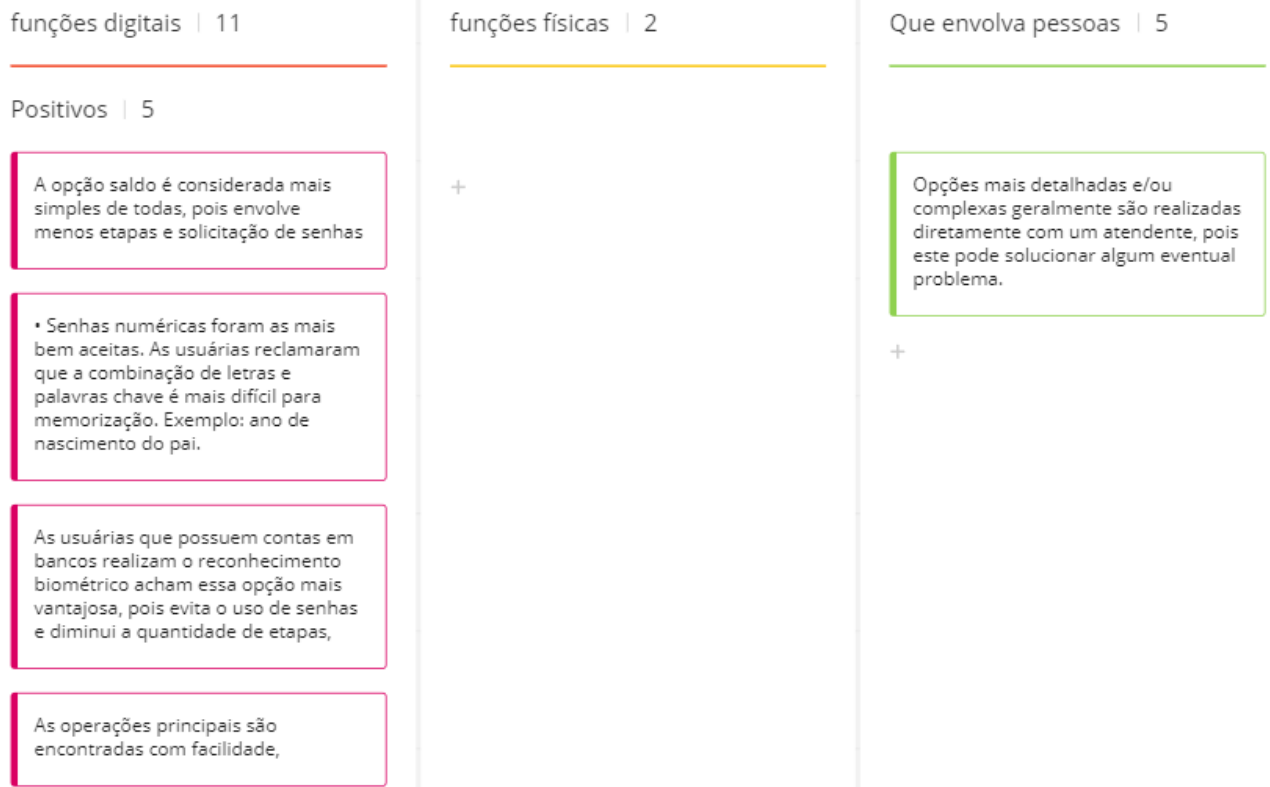 funções digitais | 11
funções físicas | 2
Que envolva pessoas | 5
Positivos | 5
A opção saldo é considerada mais
simples de todas, pois envolve
menos etapas e solicitação de senhas
• Senhas numéricas foram as mais
bem aceitas. As usuárias reclamaram
que a combinação de letras e
palavras chave é mais difícil para
memorização. Exemplo: ano de
nascimento do pai.
As usuárias que possuem contas em
bancos realizam o reconhecimento
biométrico acham essa opção mais
vantajosa, pois evita o uso de senhas
e diminui a quantidade de etapas,
As operações principais são
encontradas com facilidade,
+
Opções mais detalhadas e/ou
complexas geralmente são realizadas
diretamente com um atendente, pois
este pode solucionar algum eventual
problema.
+